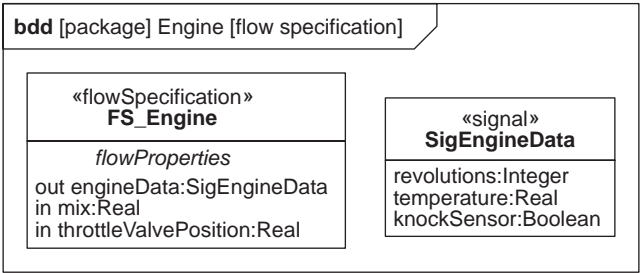 bdd [package] Engine [flow specification]
«flowSpecification»
FS_Engine
flowProperties
out engineData:SigEngineData
in mix:Real
in throttleValvePosition:Real
«signal»
SigEngineData
revolutions:Integer
temperature:Real
knockSensor:Boolean